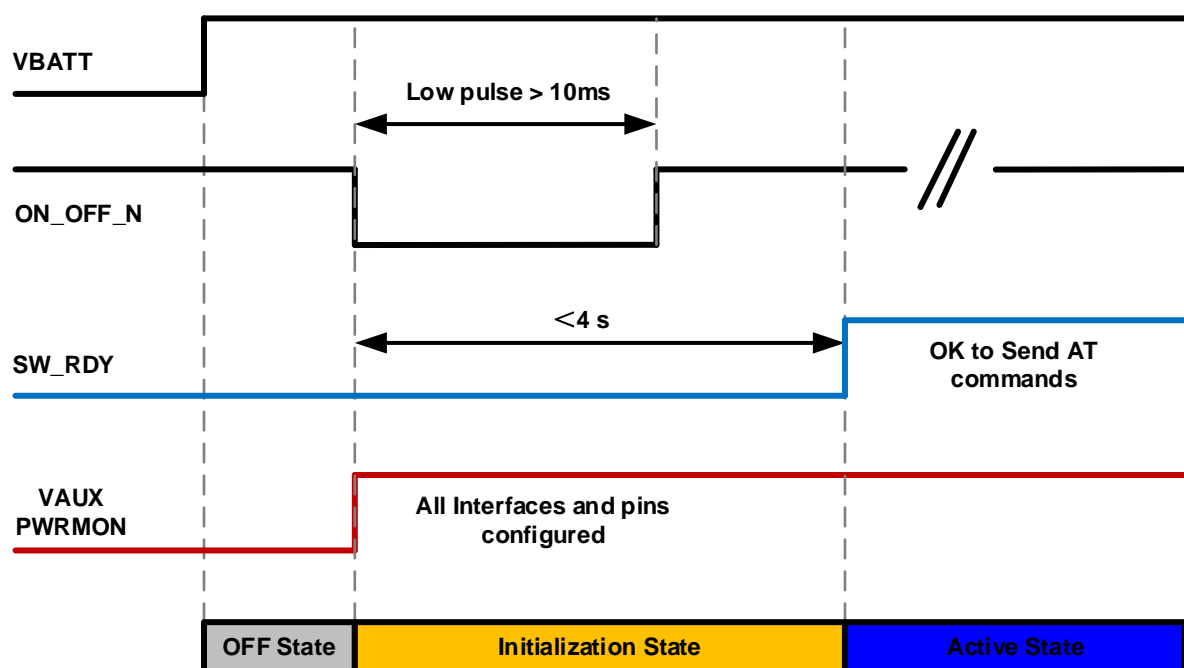 VBATT
Low pulse > 10ms
ON_OFF_N
<4 s
SW_RDY
OK to Send AT
commands
VAUX
PWRMON
All Interfaces and pins
configured
OFF State
Initialization State
Active State